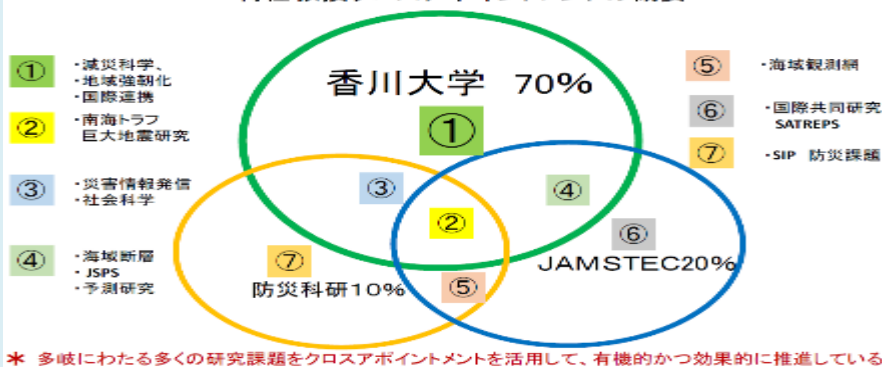 ①
・減災科学、
・地域強靭化
・国際連携
②
・南海トラフ
巨大地震研究
③
・災害情報発信
・社会科学
④
・海域断層
・JSPS
・予測研究
香川大学 70%
①
③
④
②
⑥
⑦
JAMSTEC20%
防災科研10%
⑤
⑤
・海域観測網
⑥
・国際共同研究
SATREPS
⑦
・SIP 防災課題
＊ 多岐にわたる多くの研究課題をクロスアポイントメントを活用して、有機的かつ効果的に推進している